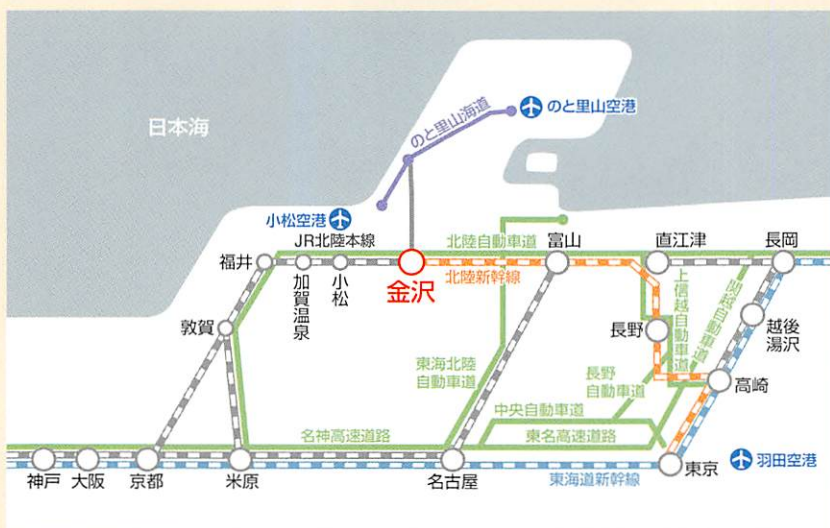 のと里山空港
のと里山海道
日本海
小松空港
JR北陸本線
北陸自動車道
富山
直江津
長岡
福井
加賀温泉
小松
金沢
北陸新幹線
上信越自動車道
関越自動車道
敦賀
長野
越後
湯沢
東海北陸
自動車道
長野
自動車道
高崎
中央自動車道
名神高速道路
東名高速道路
神戸
大阪
京都
米原
名古屋
東海道新幹線
東京
羽田空港